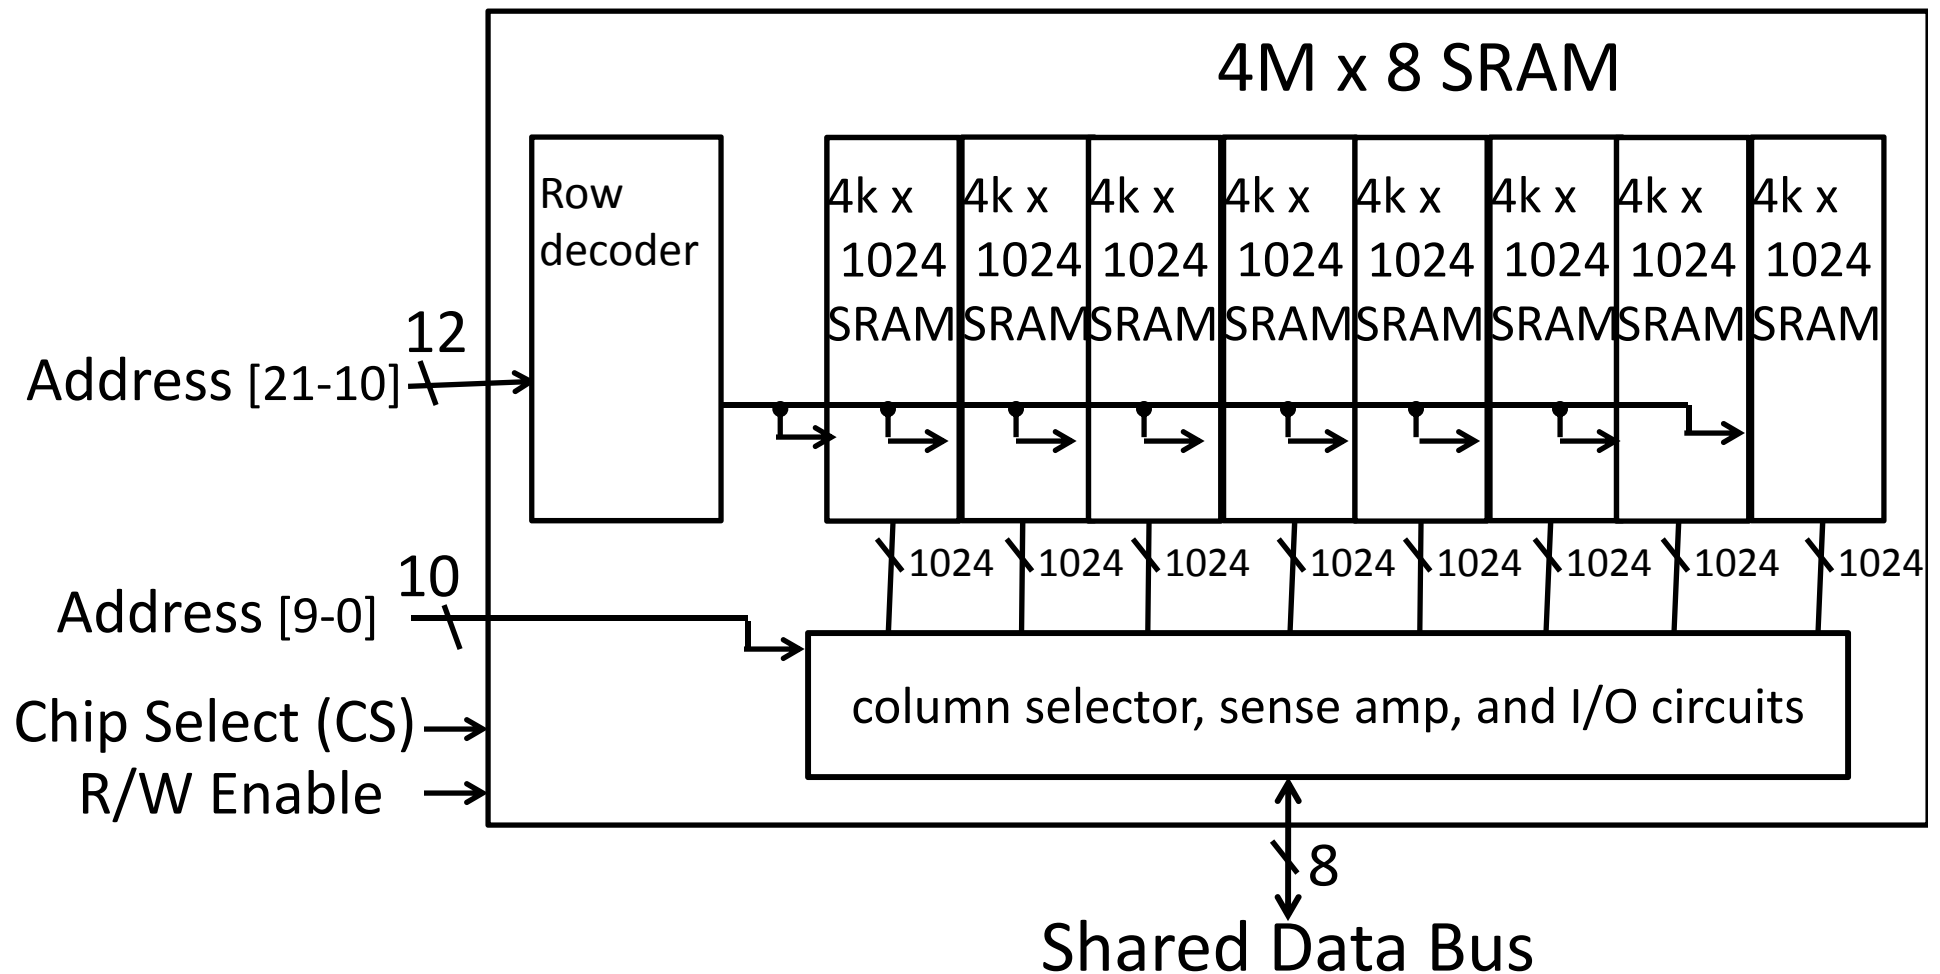 4M x 8 SRAM
Row
decoder
4k x
1024
SRAM
4k x
1024
SRAM
4k x
1024
SRAM
4k x
1024
SRAM
4k x
1024
SRAM
4k x
1024
SRAM
4k x
1024
SRAM
4k x
1024
SRAM
12
Address [21-10]
1024
1024
1024
1024
1024
1024
1024
1024
10
Address [9-0]
column selector, sense amp, and I/O circuits
Chip Select (CS)
R/W Enable
8
Shared Data Bus